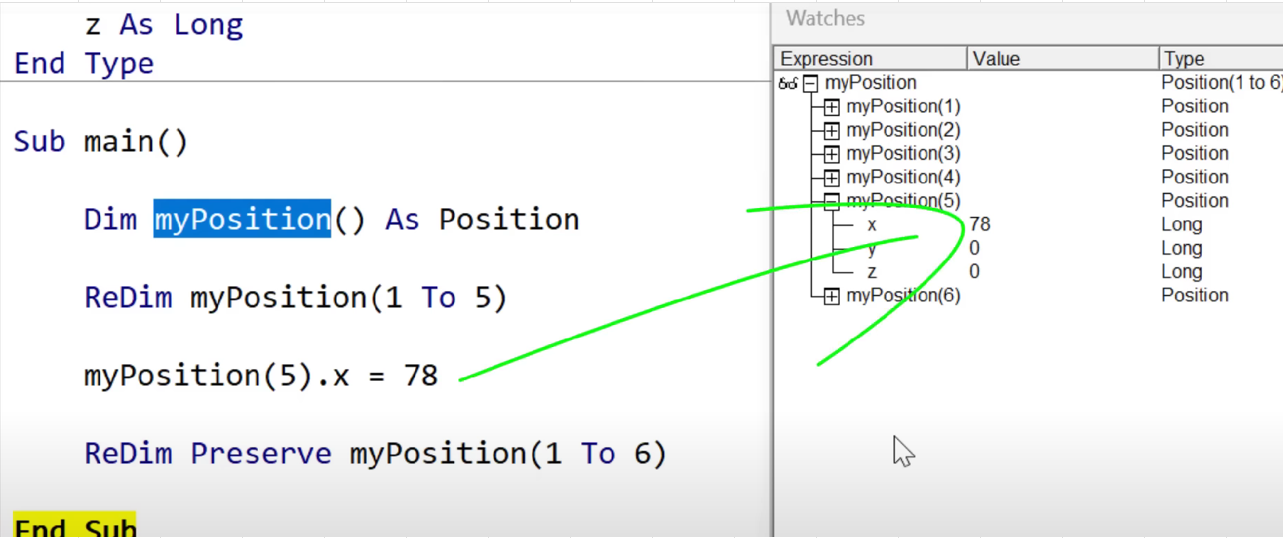 z As Long
End Type
Sub main()
Dim myPosition() As Position
ReDim myPosition(1 To 5)
myPosition(5).x = 78
ReDim Preserve myPosition(1 To 6)
End Sub
Watches
Expression Value Type
myPosition Position(1 to 6)
myPosition(1) Position
myPosition(2) Position
myPosition(3) Position
myPosition(4) Position
myPosition(5) Position
x 78 Long
y 0 Long
z 0 Long
myPosition(6) Position